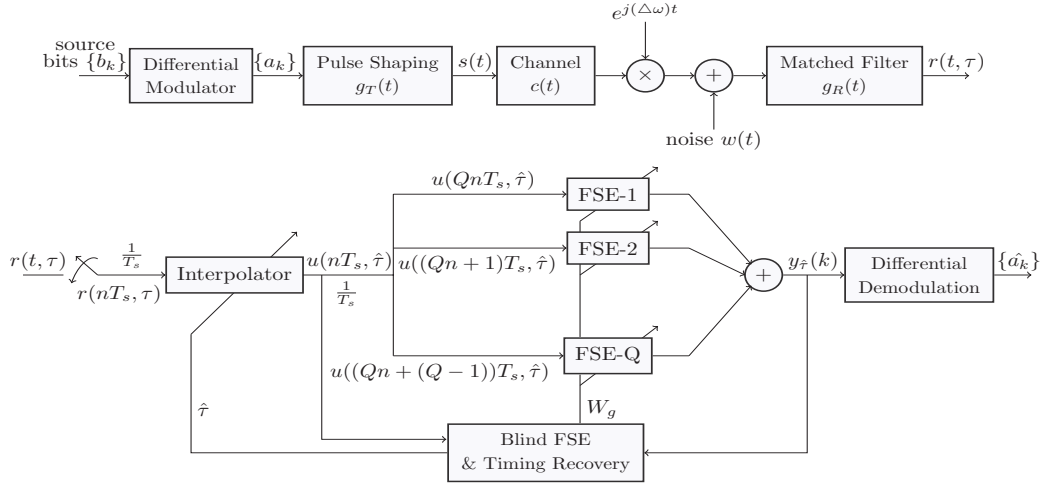 e^{j(△ω)t}
source
bits {b_k}
Differential
Modulator
{a_k}
Pulse Shaping
g_T(t)
s(t)
Channel
c(t)
×
+
Matched Filter
g_R(t)
r(t, τ)
noise w(t)
u(QnT_s, τ̂)
FSE-1
r(t, τ)
1/T_s
r(nT_s, τ)
Interpolator
u(nT_s, τ̂)
1/T_s
u((Qn + 1)T_s, τ̂)
FSE-2
+
y_τ̂(k)
Differential
Demodulation
{â_k}
u((Qn + (Q − 1))T_s, τ̂)
FSE-Q
τ̂
W_g
Blind FSE
& Timing Recovery